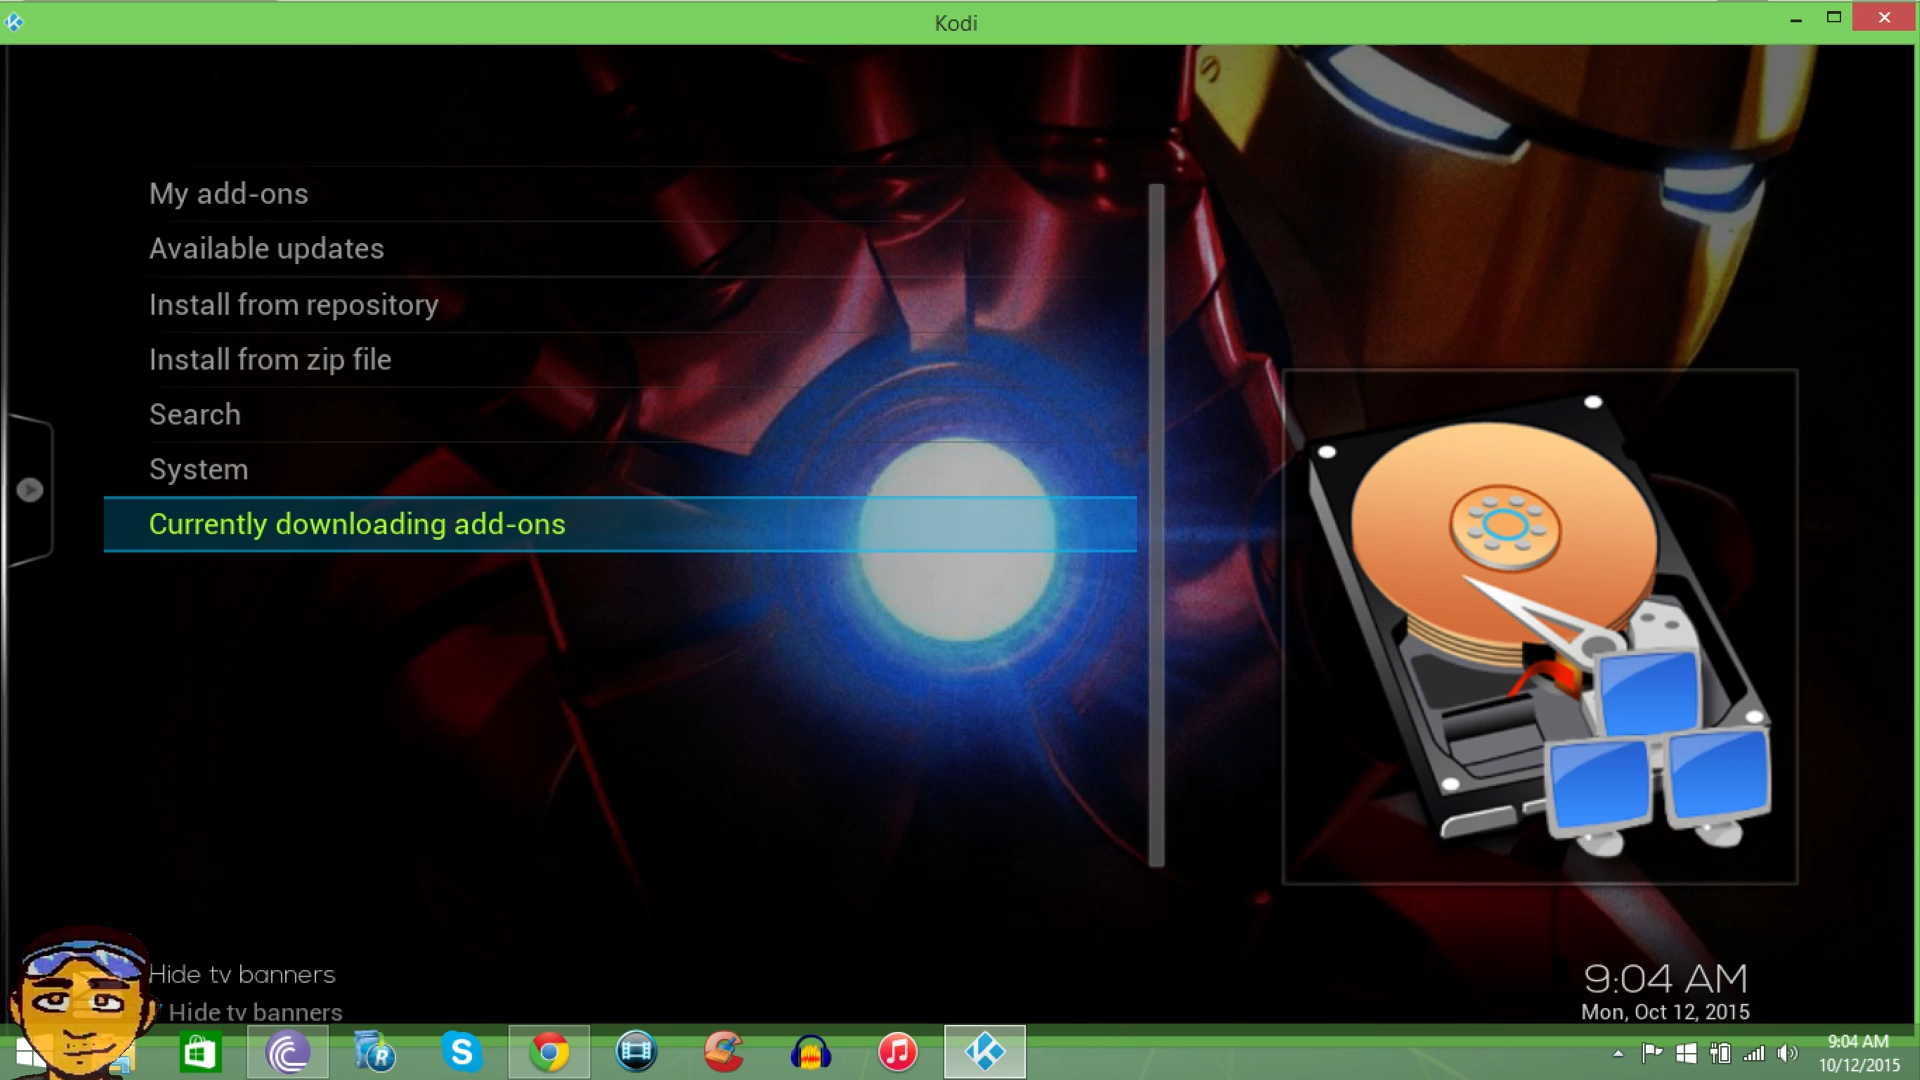 Kodi
My add-ons
Available updates
Install from repository
Install from zip file
Search
System
Currently downloading add-ons
Hide tv banners
Hide tv banners
9:04 AM
Mon, Oct 12, 2015
R
S
9:04 AM
10/12/2015